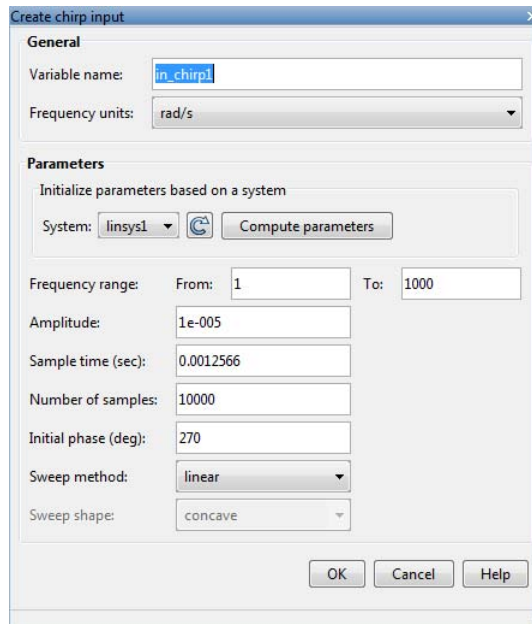 Create chirp input
General
Variable name: in_chirp1
Frequency units: rad/s
Parameters
Initialize parameters based on a system
System: linsys1 Compute parameters
Frequency range: From: 1 To: 1000
Amplitude: 1e-005
Sample time (sec): 0.0012566
Number of samples: 10000
Initial phase (deg): 270
Sweep method: linear
Sweep shape: concave
OK Cancel Help